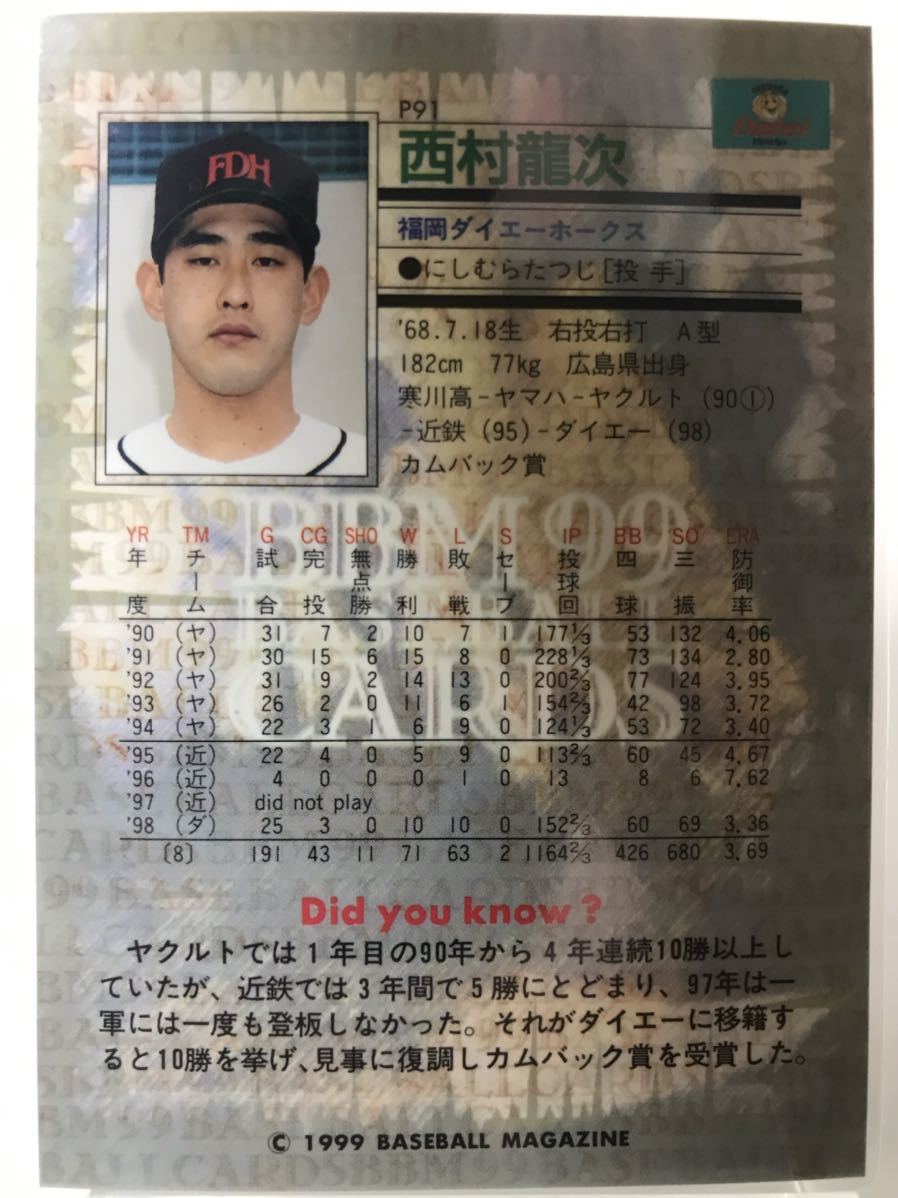 P91
西村龍次
Daiei
福岡ダイエーホークス
●にしむらたつじ[投手]
'68.7.18生 右投右打 A型
182cm 77kg 広島県出身
寒川高-ヤマハ-ヤクルト(90①)
-近鉄(95)-ダイエー(98)
カムバック賞
FDH
BBM 99
BASEBALL
CARDS
YR TM G CG SHO W L S IP BB SO ERA
年度 チーム 試合 完投 無点勝 勝利 敗戦 セーブ 投球回 四球 三振 防御率
'90 (ヤ) 31 7 2 10 7 1 177⅓ 53 132 4.06
'91 (ヤ) 30 15 6 15 8 0 228⅓ 73 134 2.80
'92 (ヤ) 31 9 2 14 13 0 200⅔ 77 124 3.95
'93 (ヤ) 26 2 0 11 6 1 154⅔ 42 98 3.72
'94 (ヤ) 22 3 1 6 9 0 124⅓ 53 72 3.40
'95 (近) 22 4 0 5 9 0 113⅔ 60 45 4.67
'96 (近) 4 0 0 0 1 0 13 8 6 7.62
'97 (近) did not play
'98 (ダ) 25 3 0 10 10 0 152⅔ 60 69 3.36
〔8〕 191 43 11 71 63 2 1164⅔ 426 680 3.69
Did you know?
ヤクルトでは1年目の90年から4年連続10勝以上し
ていたが、近鉄では3年間で5勝にとどまり、97年は一
軍には一度も登板しなかった。それがダイエーに移籍す
ると10勝を挙げ、見事に復調しカムバック賞を受賞した。
© 1999 BASEBALL MAGAZINE